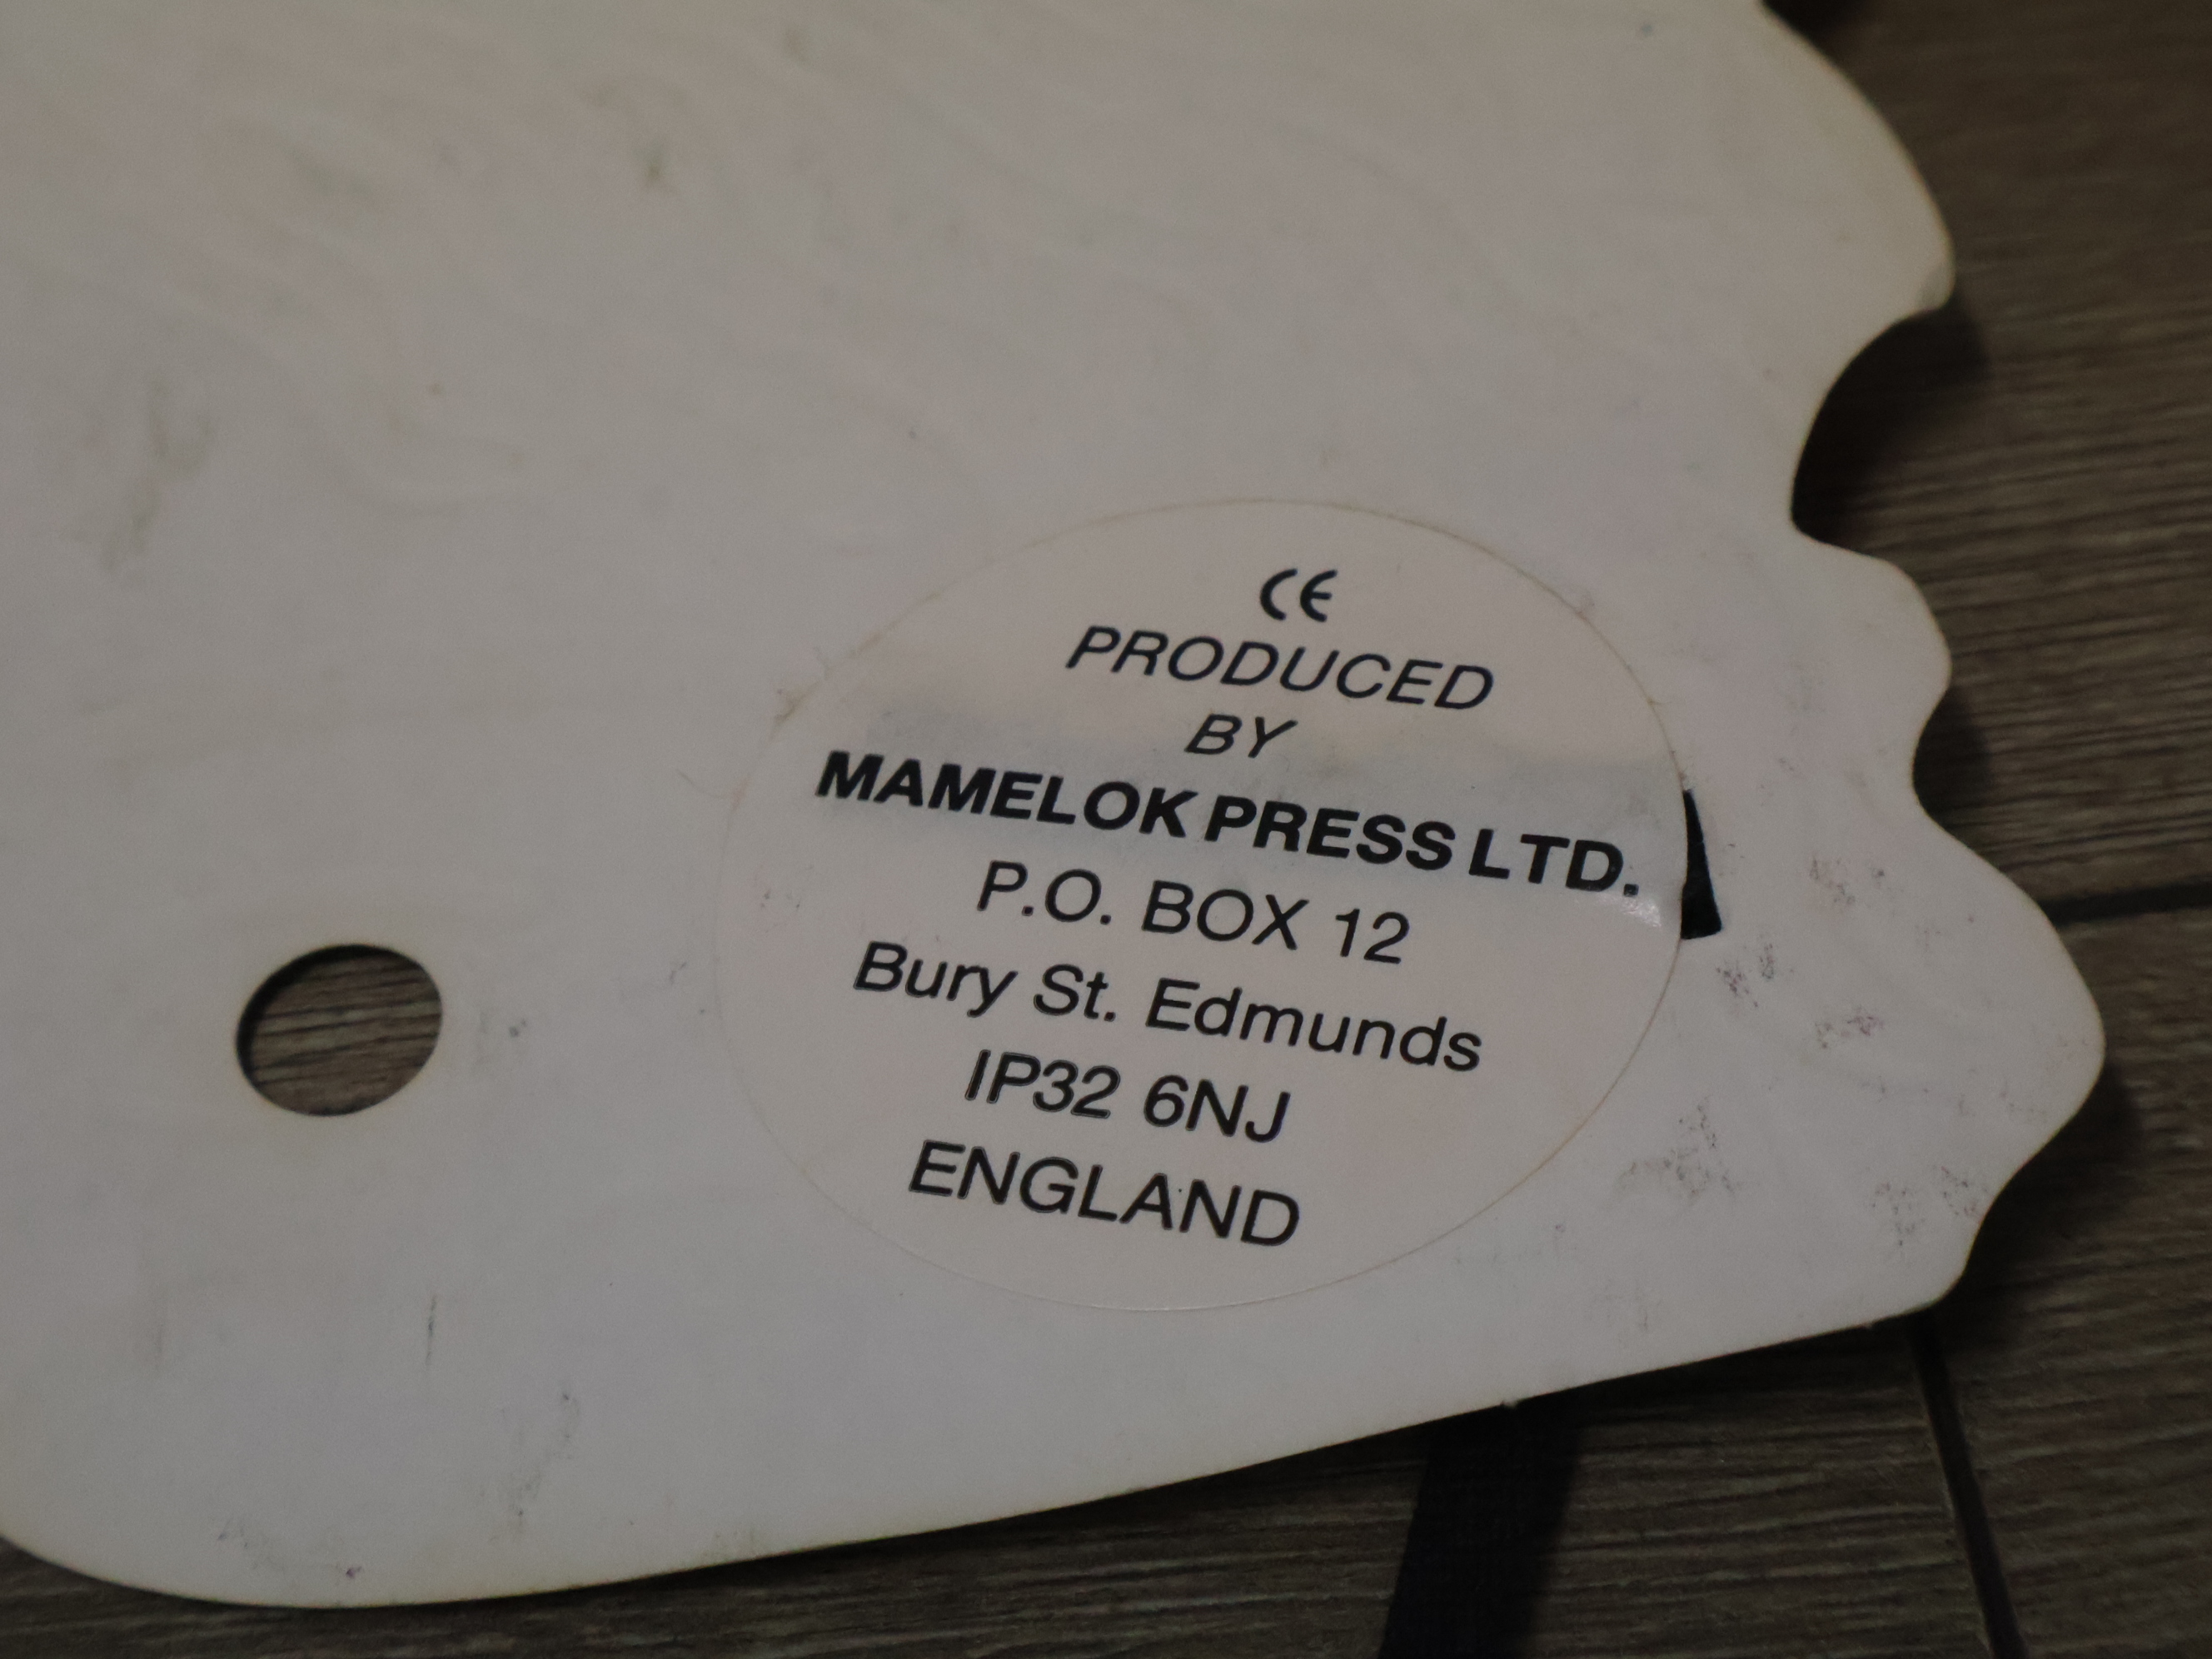 CE
PRODUCED
BY
MAMELOK PRESS LTD.
P.O. BOX 12
Bury St. Edmunds
IP32 6NJ
ENGLAND